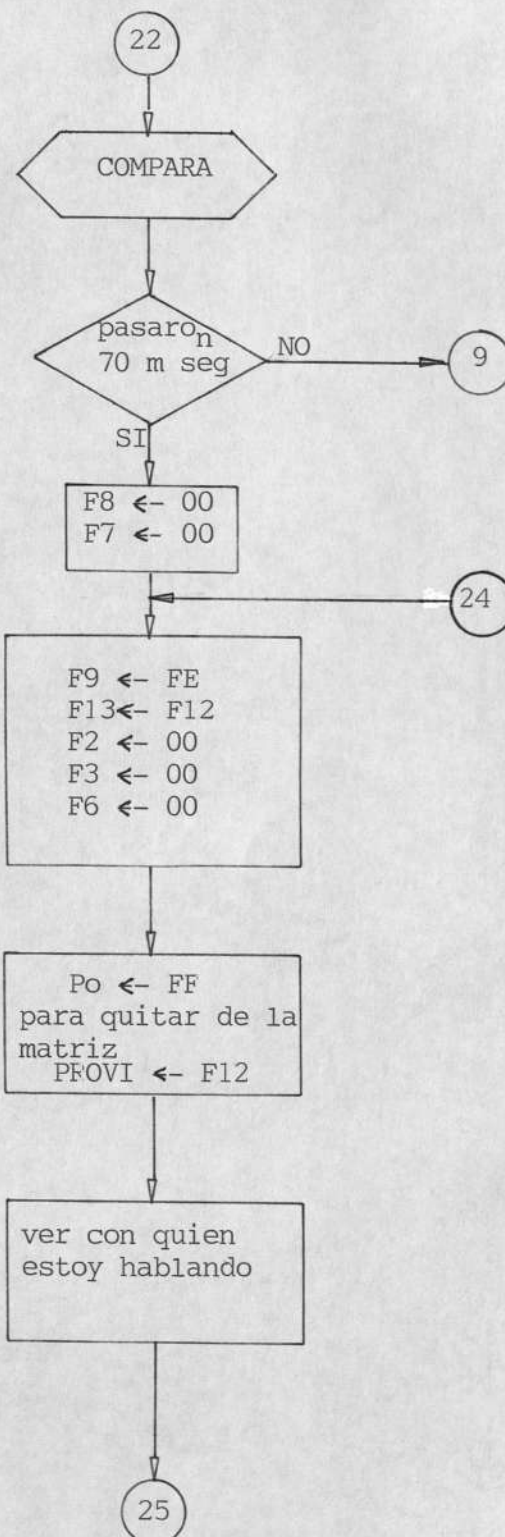 22
COMPARA
pasaron
70 m seg
NO
9
SI
F8 <- 00
F7 <- 00
24
F9 <- FE
F13<- F12
F2 <- 00
F3 <- 00
F6 <- 00
Po <- FF
para quitar de la
matriz
PROVI <- F12
ver con quien
estoy hablando
25